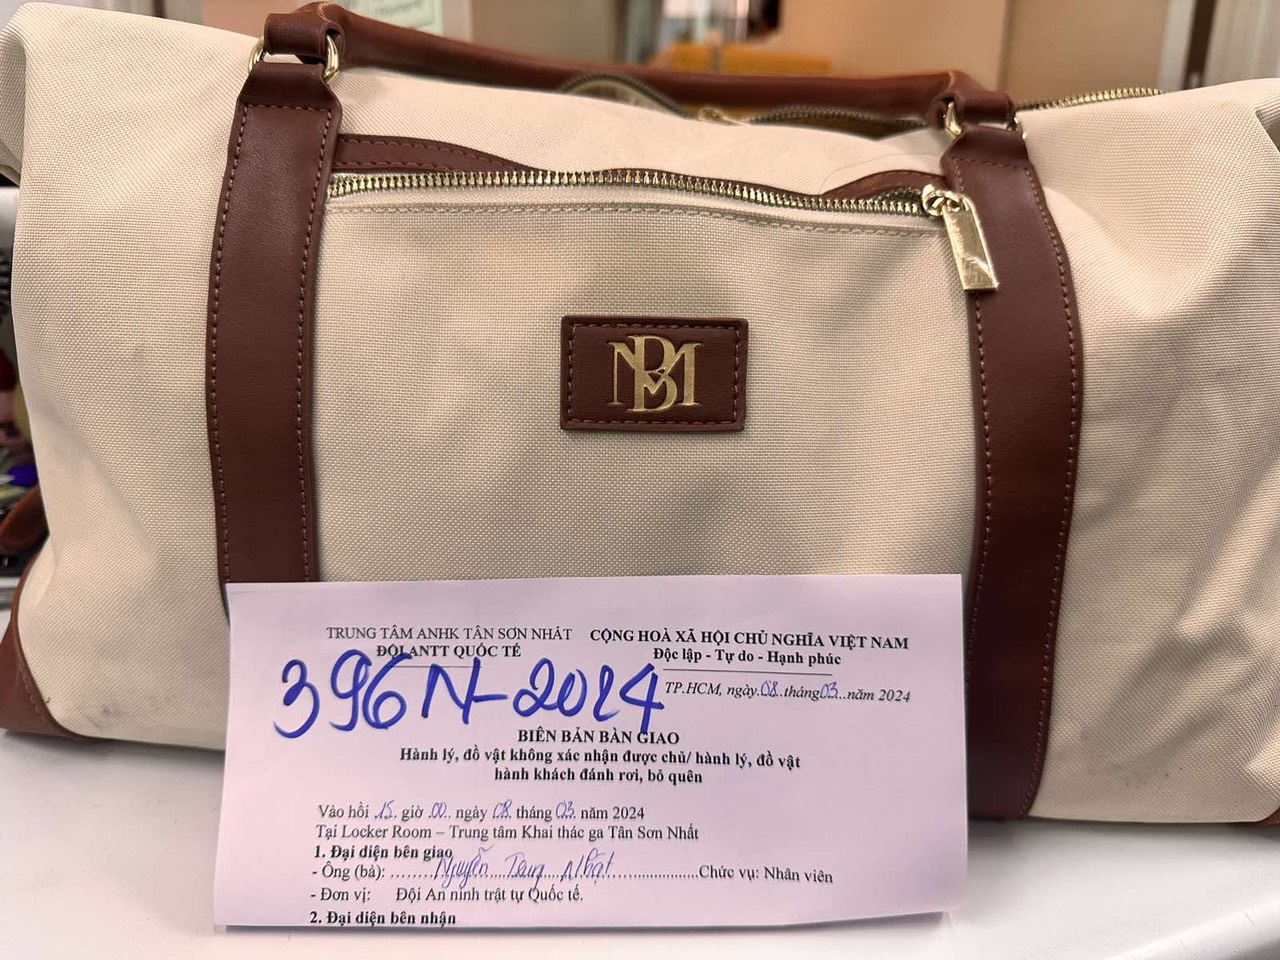 MBM
TRUNG TÂM ANHK TÂN SƠN NHẤT
ĐỘI ANTT QUỐC TẾ
CỘNG HOÀ XÃ HỘI CHỦ NGHĨA VIỆT NAM
Độc lập - Tự do - Hạnh phúc
396N-2024
TP.HCM, ngày.08..tháng03...năm 2024
BIÊN BẢN BÀN GIAO
Hành lý, đồ vật không xác nhận được chủ/ hành lý, đồ vật
hành khách đánh rơi, bỏ quên
Vào hồi .15. giờ .00.. ngày 08. tháng .03. năm 2024
Tại Locker Room – Trung tâm Khai thác ga Tân Sơn Nhất
1. Đại diện bên giao
- Ông (bà): ........Nguyễn Trung Nhật..................Chức vụ: Nhân viên
- Đơn vị: Đội An ninh trật tự Quốc tế.
2. Đại diện bên nhận